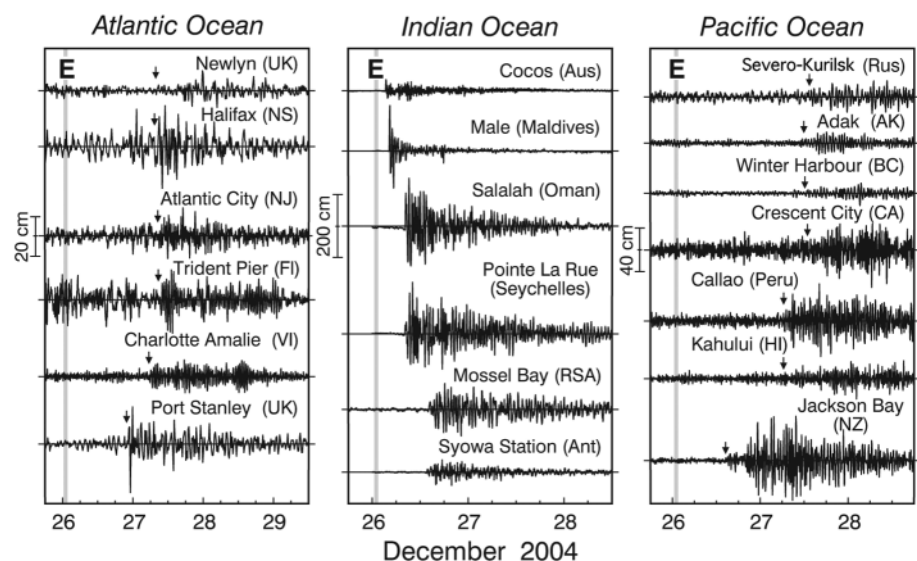 Atlantic Ocean
E
Newlyn (UK)
Halifax (NS)
Atlantic City (NJ)
20 cm
Trident Pier (Fl)
Charlotte Amalie (VI)
Port Stanley (UK)
26 27 28 29
Indian Ocean
E
Cocos (Aus)
Male (Maldives)
Salalah (Oman)
200 cm
Pointe La Rue
(Seychelles)
Mossel Bay (RSA)
Syowa Station (Ant)
26 27 28
Pacific Ocean
E
Severo-Kurilsk (Rus)
Adak (AK)
Winter Harbour (BC)
Crescent City (CA)
40 cm
Callao (Peru)
Kahului (HI)
Jackson Bay
(NZ)
26 27 28
December 2004